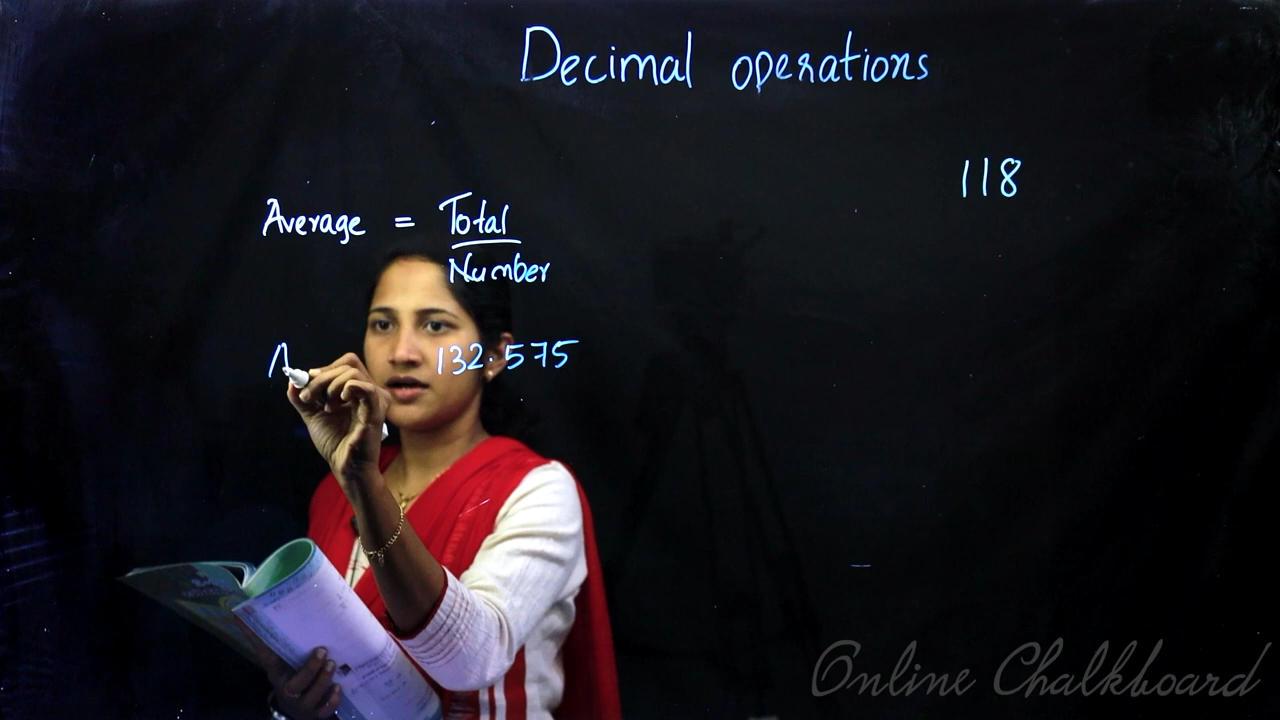 Decimal operations
118
Average = Total
Number
A 132.575
Online Chalkboard